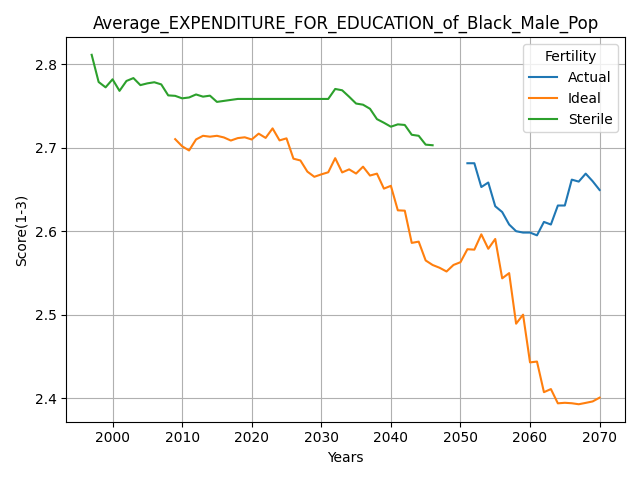 Average_EXPENDITURE_FOR_EDUCATION_of_Black_Male_Pop
Fertility
Actual
Ideal
Sterile
Score(1-3)
2.8
2.7
2.6
2.5
2.4
2000 2010 2020 2030 2040 2050 2060 2070
Years